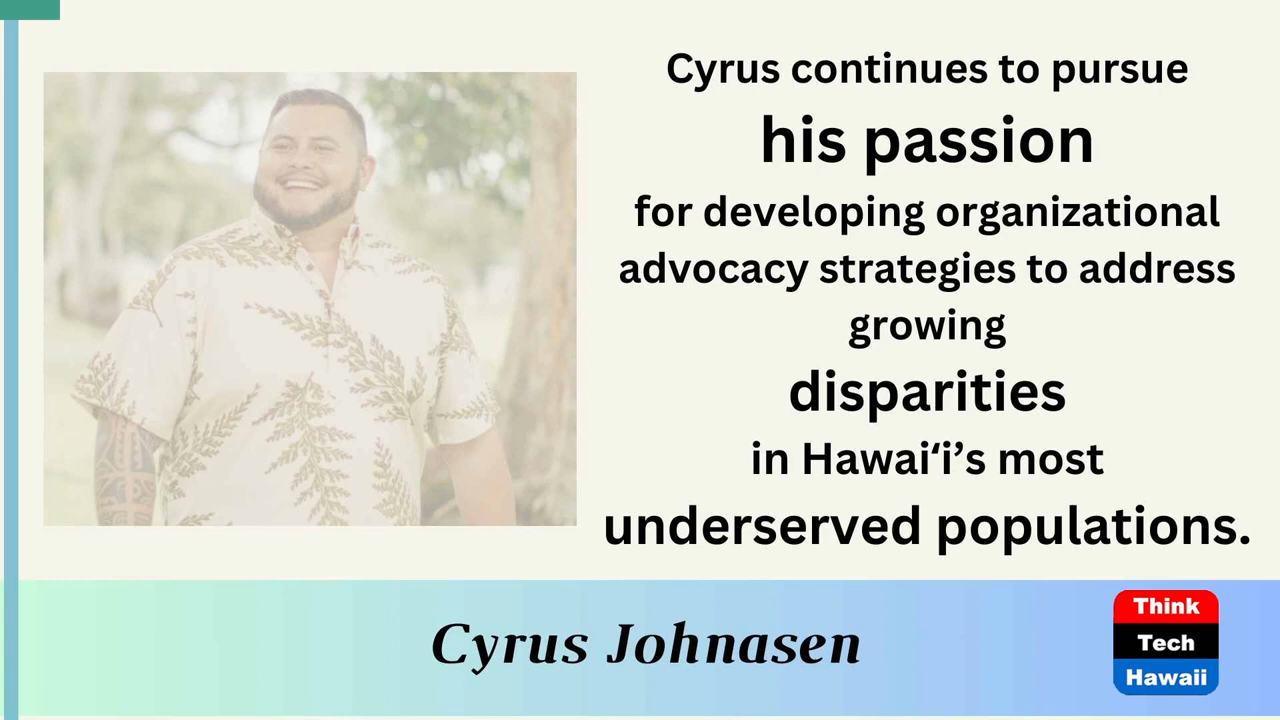 Cyrus continues to pursue
his passion
for developing organizational
advocacy strategies to address
growing
disparities
in Hawaiʻi’s most
underserved populations.
Cyrus Johnasen
Think
Tech
Hawaii